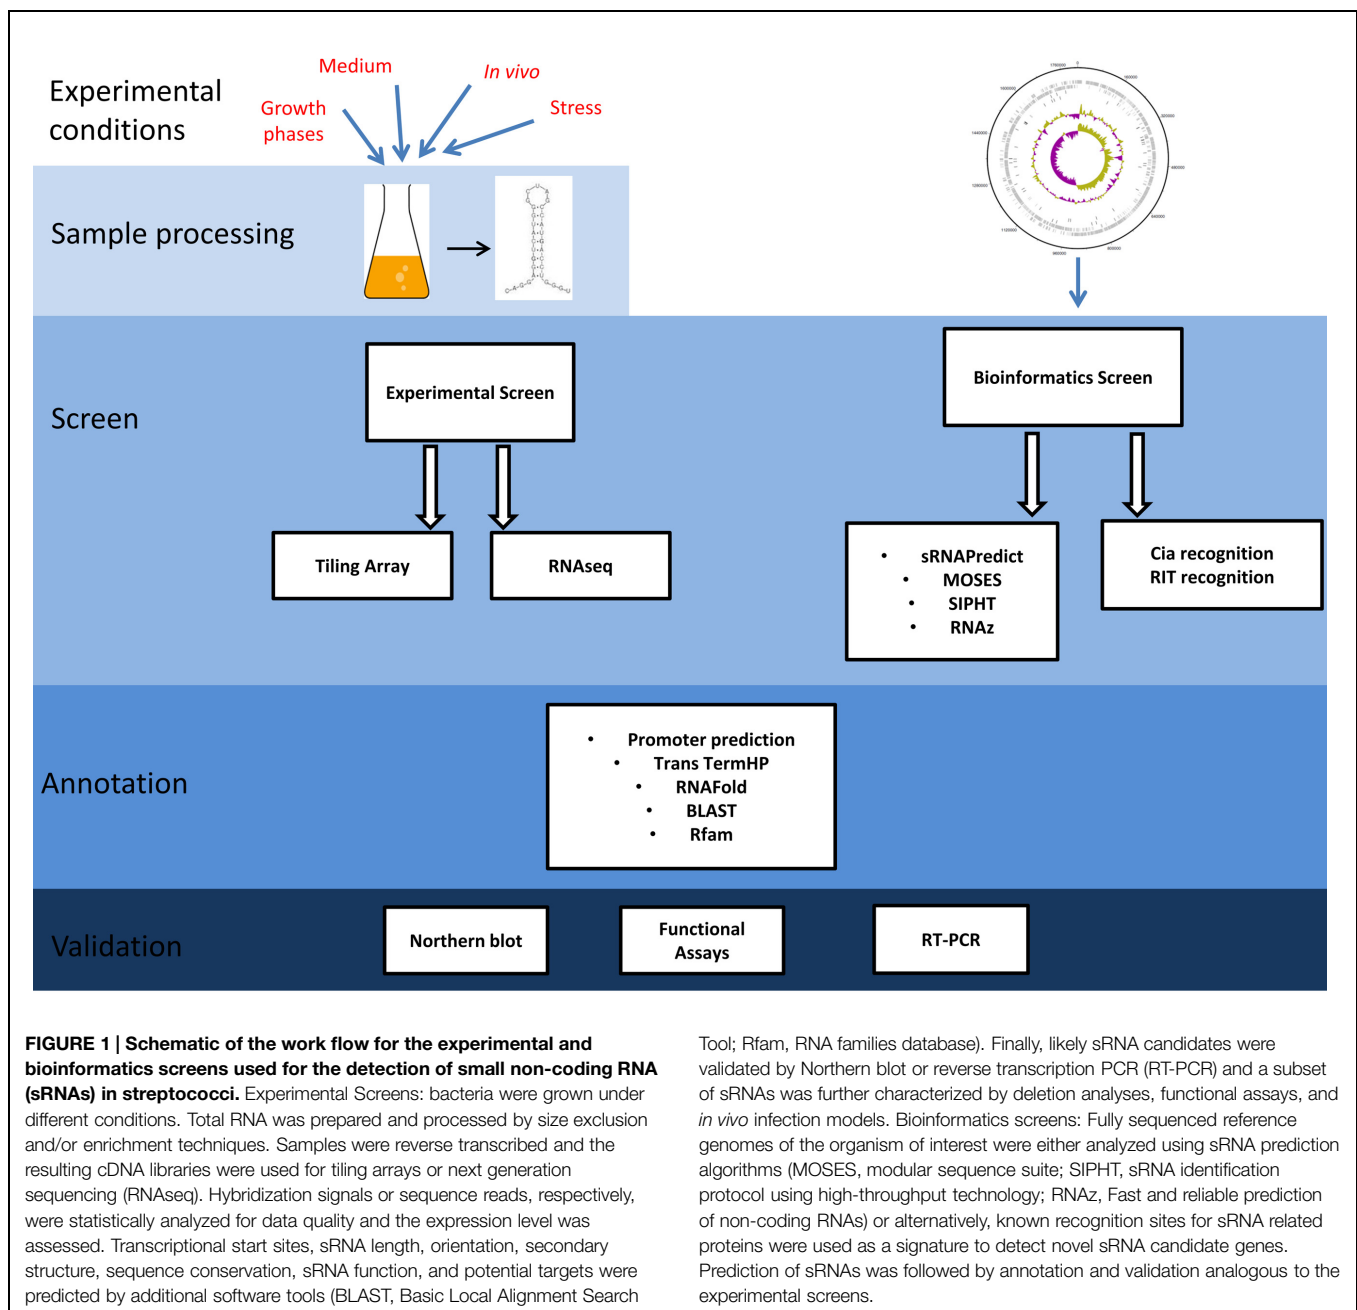 Experimental
conditions
Medium
In vivo
Growth
phases
Stress
Sample processing
Screen
Experimental Screen
Bioinformatics Screen
Tiling Array
RNAseq
• sRNAPredict
• MOSES
• SIPHT
• RNAz
Cia recognition
RIT recognition
Annotation
• Promoter prediction
• Trans TermHP
• RNAFold
• BLAST
• Rfam
Validation
Northern blot
Functional
Assays
RT-PCR
FIGURE 1 | Schematic of the work flow for the experimental and
bioinformatics screens used for the detection of small non-coding RNA
(sRNAs) in streptococci. Experimental Screens: bacteria were grown under
different conditions. Total RNA was prepared and processed by size exclusion
and/or enrichment techniques. Samples were reverse transcribed and the
resulting cDNA libraries were used for tiling arrays or next generation
sequencing (RNAseq). Hybridization signals or sequence reads, respectively,
were statistically analyzed for data quality and the expression level was
assessed. Transcriptional start sites, sRNA length, orientation, secondary
structure, sequence conservation, sRNA function, and potential targets were
predicted by additional software tools (BLAST, Basic Local Alignment Search
Tool; Rfam, RNA families database). Finally, likely sRNA candidates were
validated by Northern blot or reverse transcription PCR (RT-PCR) and a subset
of sRNAs was further characterized by deletion analyses, functional assays, and
in vivo infection models. Bioinformatics screens: Fully sequenced reference
genomes of the organism of interest were either analyzed using sRNA prediction
algorithms (MOSES, modular sequence suite; SIPHT, sRNA identification
protocol using high-throughput technology; RNAz, Fast and reliable prediction
of non-coding RNAs) or alternatively, known recognition sites for sRNA related
proteins were used as a signature to detect novel sRNA candidate genes.
Prediction of sRNAs was followed by annotation and validation analogous to the
experimental screens.